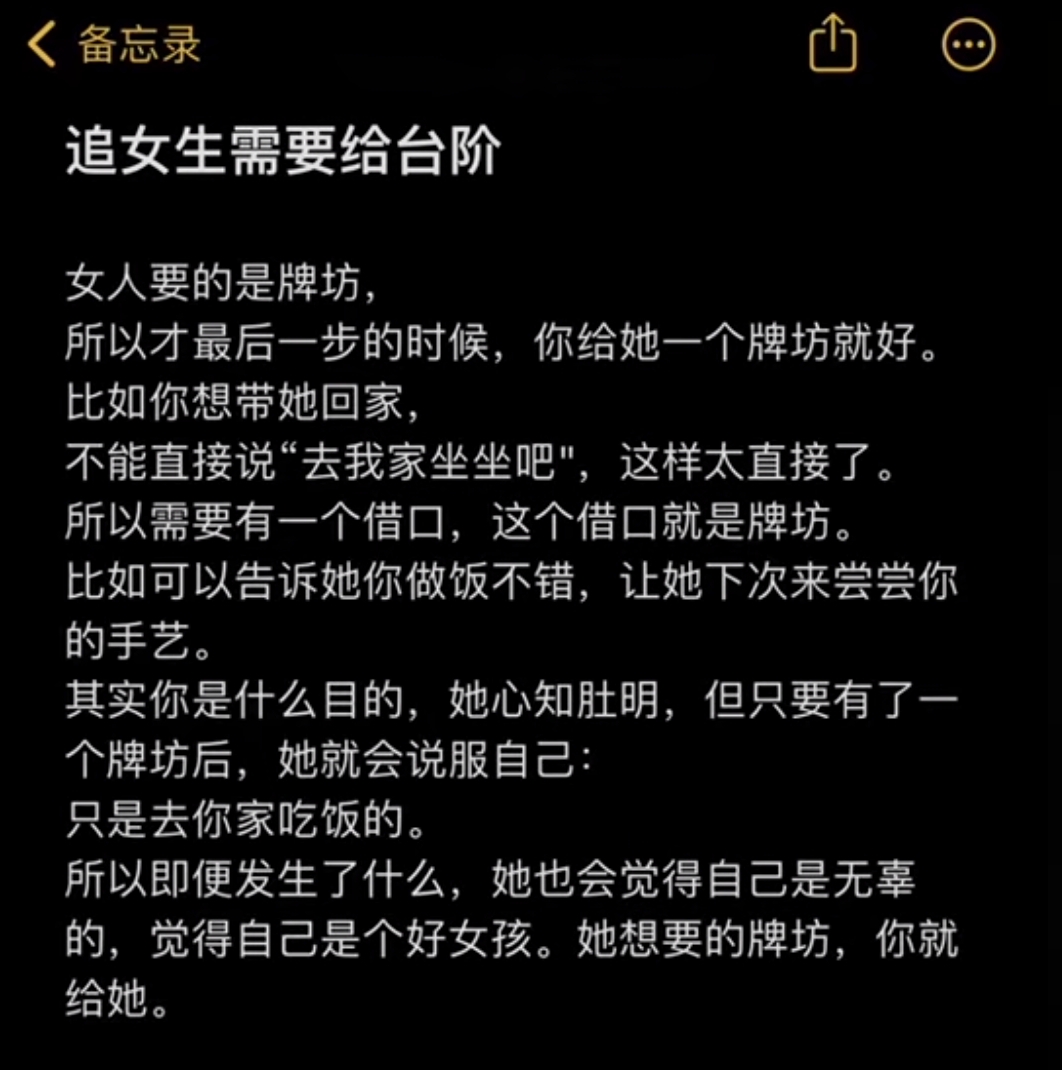 备忘录
追女生需要给台阶
女人要的是牌坊，
所以才最后一步的时候，你给她一个牌坊就好。
比如你想带她回家，
不能直接说“去我家坐坐吧"，这样太直接了。
所以需要有一个借口，这个借口就是牌坊。
比如可以告诉她你做饭不错，让她下次来尝尝你
的手艺。
其实你是什么目的，她心知肚明，但只要有了一
个牌坊后，她就会说服自己：
只是去你家吃饭的。
所以即便发生了什么，她也会觉得自己是无辜
的，觉得自己是个好女孩。她想要的牌坊，你就
给她。